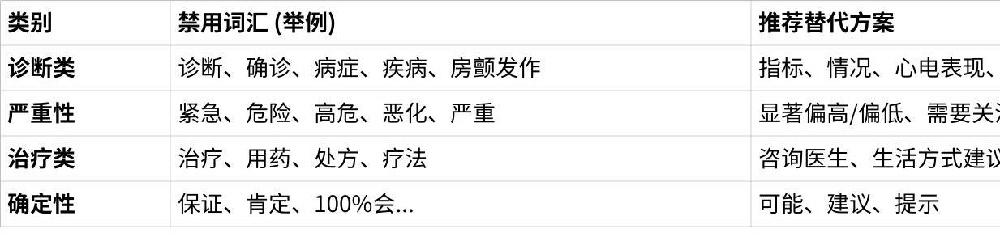 类别 禁用词汇 (举例) 推荐替代方案
诊断类 诊断、确诊、病症、疾病、房颤发作 指标、情况、心电表现、
严重性 紧急、危险、高危、恶化、严重 显著偏高/偏低、需要关
治疗类 治疗、用药、处方、疗法 咨询医生、生活方式建议
确定性 保证、肯定、100%会... 可能、建议、提示